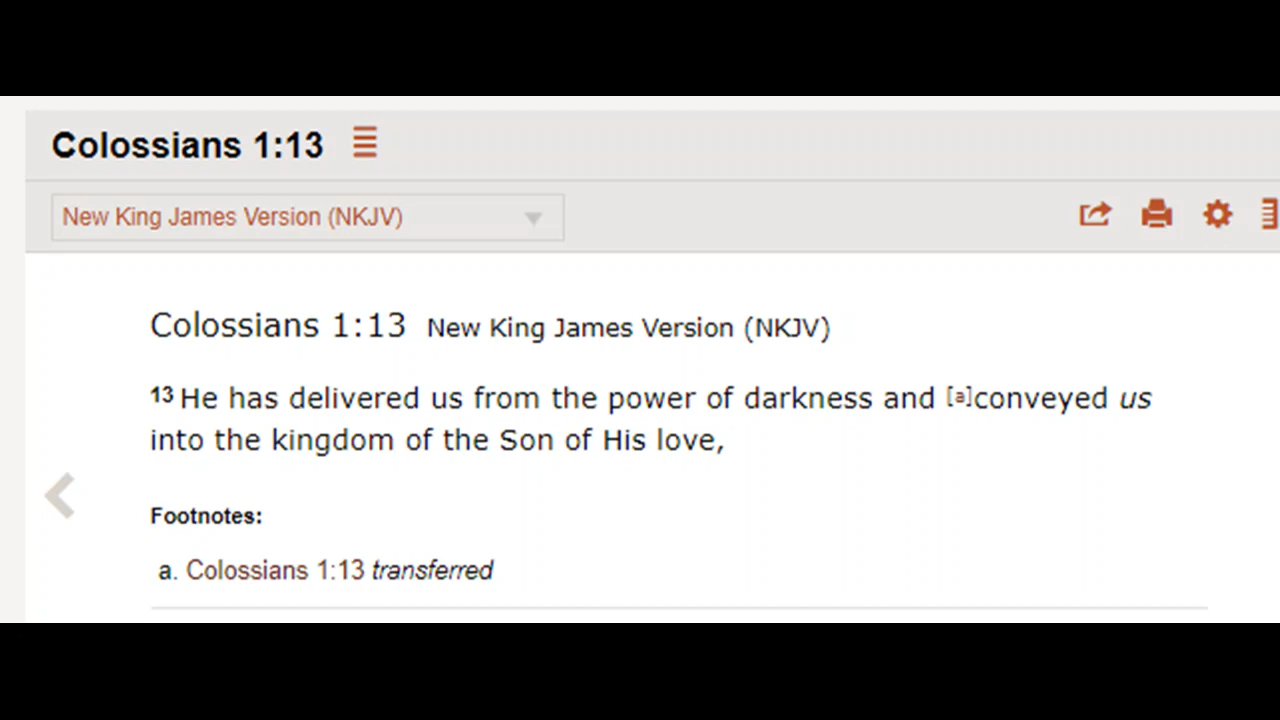 Colossians 1:13
New King James Version (NKJV)
Colossians 1:13 New King James Version (NKJV)
13 He has delivered us from the power of darkness and [a]conveyed us
into the kingdom of the Son of His love,
Footnotes:
a. Colossians 1:13 transferred